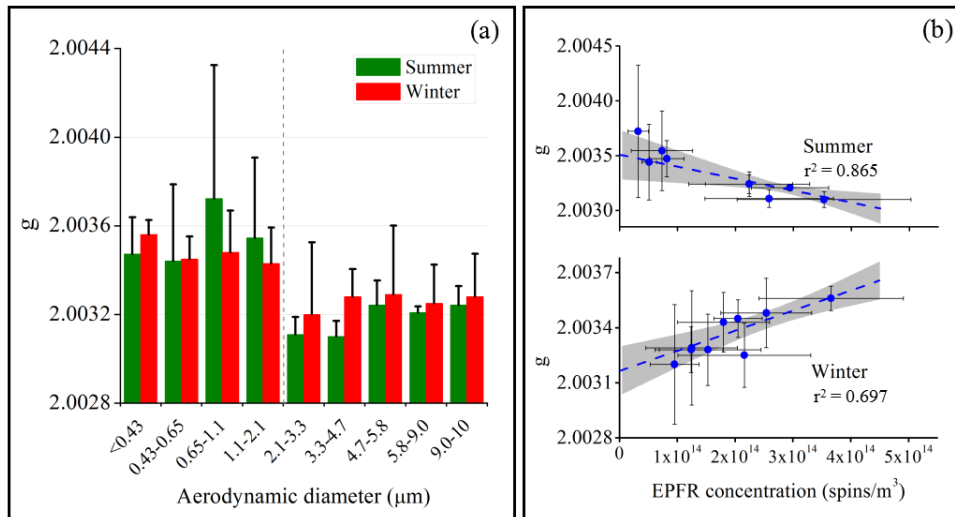 (a)
2.0044
2.0040
2.0036
2.0032
2.0028
g
Summer
Winter
<0.43
0.43-0.65
0.65-1.1
1.1-2.1
2.1-3.3
3.3-4.7
4.7-5.8
5.8-9.0
9.0-10
Aerodynamic diameter (μm)
(b)
2.0045
2.0040
2.0035
2.0030
g
Summer
r² = 0.865
2.0037
2.0034
2.0031
2.0028
g
Winter
r² = 0.697
0 1x10¹⁴ 2x10¹⁴ 3x10¹⁴ 4x10¹⁴ 5x10¹⁴
EPFR concentration (spins/m³)